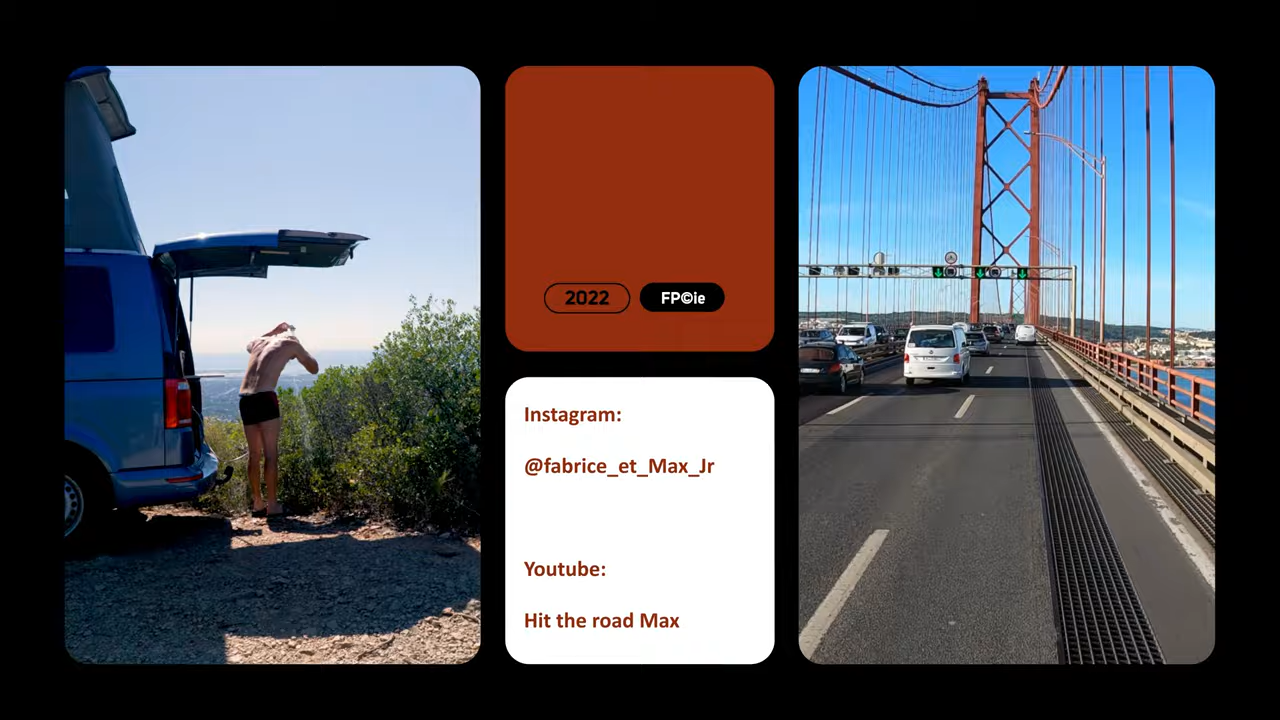 2022 FP©ie
Instagram:
@fabrice_et_Max_Jr
Youtube:
Hit the road Max